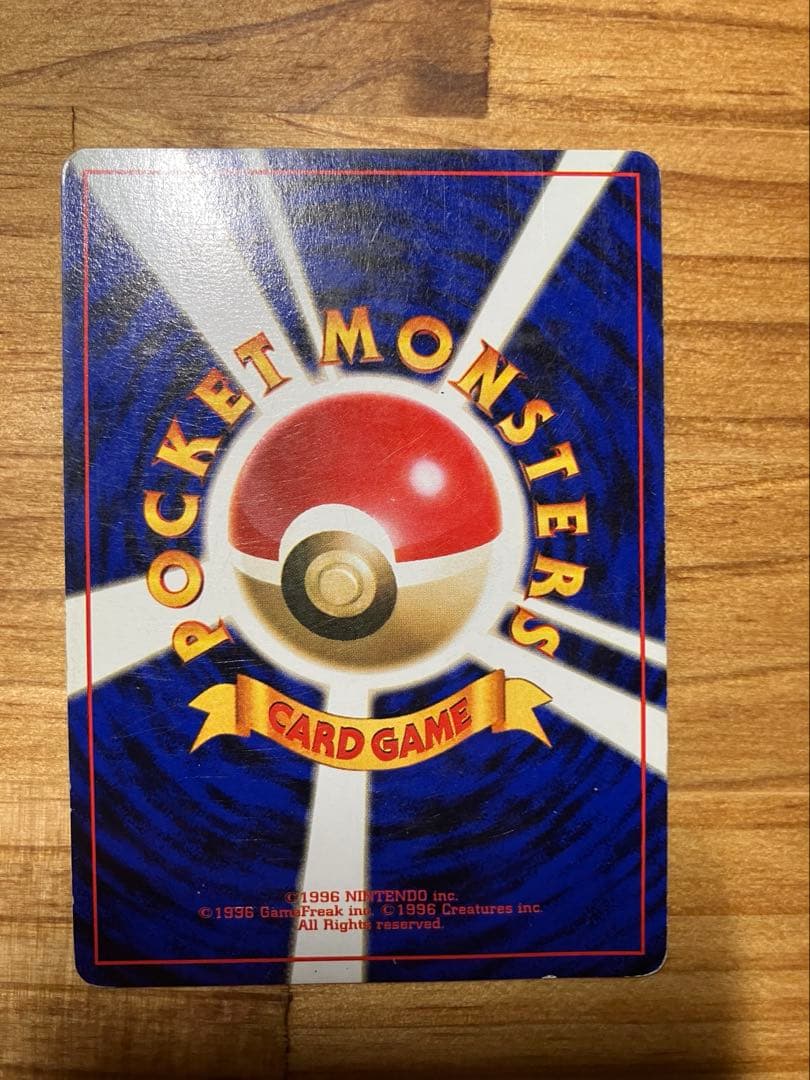 POCKET MONSTERS
CARD GAME
©1996 NINTENDO inc.
©1996 GameFreak inc. ©1996 Creatures inc.
All Rights reserved.